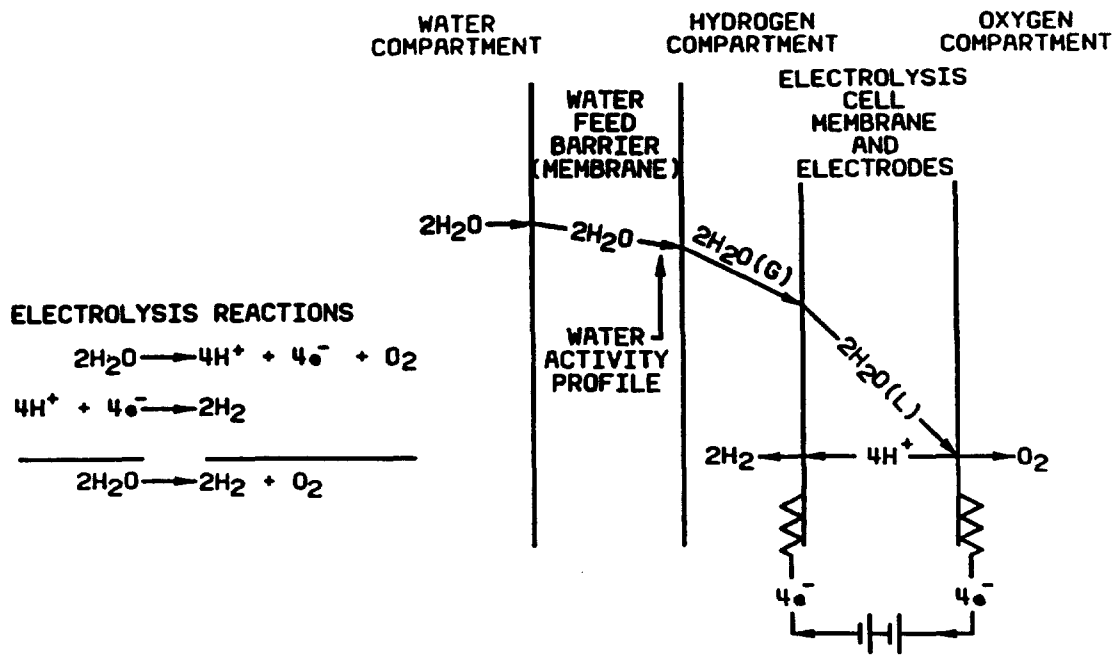 WATER
COMPARTMENT
HYDROGEN
COMPARTMENT
OXYGEN
COMPARTMENT
WATER
FEED
BARRIER
(MEMBRANE)
ELECTROLYSIS
CELL
MEMBRANE
AND
ELECTRODES
2H₂O
2H₂O
2H₂O(G)
2H₂O(L)
WATER
ACTIVITY
PROFILE
ELECTROLYSIS REACTIONS
2H₂O → 4H⁺ + 4e⁻ + O₂
4H⁺ + 4e⁻ → 2H₂
2H₂O → 2H₂ + O₂
2H₂
4H⁺
O₂
4e⁻
4e⁻